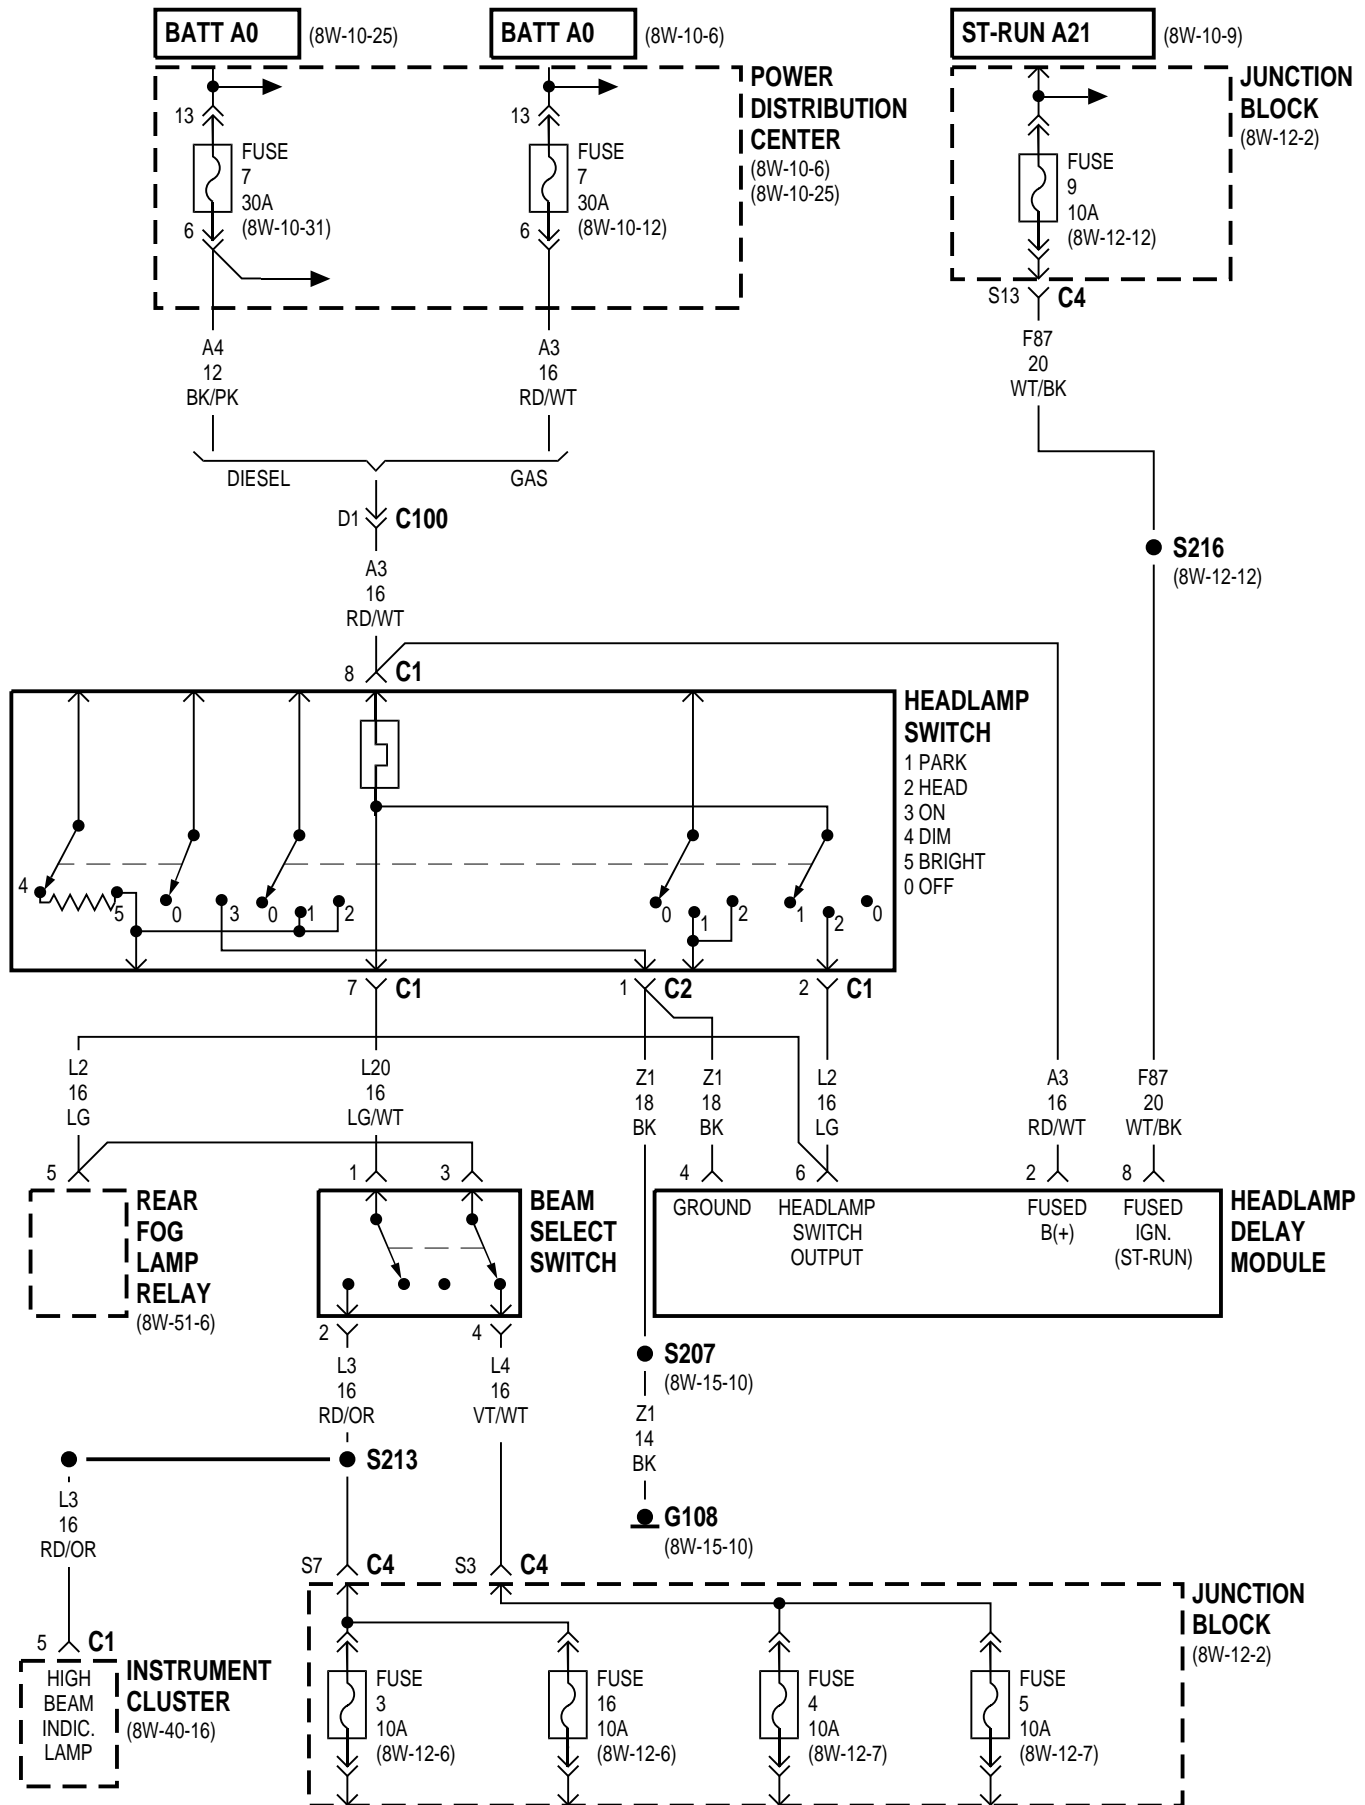 BATT A0
(8W-10-25)
BATT A0
(8W-10-6)
ST-RUN A21
(8W-10-9)
POWER
DISTRIBUTION
CENTER
(8W-10-6)
(8W-10-25)
JUNCTION
BLOCK
(8W-12-2)
13
FUSE
7
30A
(8W-10-31)
6
13
FUSE
7
30A
(8W-10-12)
6
FUSE
9
10A
(8W-12-12)
S13
C4
A4
12
BK/PK
A3
16
RD/WT
F87
20
WT/BK
DIESEL
GAS
D1
C100
S216
(8W-12-12)
A3
16
RD/WT
8
C1
HEADLAMP
SWITCH
1 PARK
2 HEAD
3 ON
4 DIM
5 BRIGHT
0 OFF
4
5
0
3
0
1
2
0
1
2
1
2
0
7
C1
1
C2
2
C1
L2
16
LG
L20
16
LG/WT
Z1
18
BK
Z1
18
BK
L2
16
LG
A3
16
RD/WT
F87
20
WT/BK
5
1
3
4
6
2
8
REAR
FOG
LAMP
RELAY
(8W-51-6)
BEAM
SELECT
SWITCH
GROUND
HEADLAMP
SWITCH
OUTPUT
FUSED
B(+)
FUSED
IGN.
(ST-RUN)
HEADLAMP
DELAY
MODULE
2
4
L3
16
RD/OR
L4
16
VT/WT
S207
(8W-15-10)
Z1
14
BK
S213
L3
16
RD/OR
G108
(8W-15-10)
S7
C4
S3
C4
JUNCTION
BLOCK
(8W-12-2)
5
C1
HIGH
BEAM
INDIC.
LAMP
INSTRUMENT
CLUSTER
(8W-40-16)
FUSE
3
10A
(8W-12-6)
FUSE
16
10A
(8W-12-6)
FUSE
4
10A
(8W-12-7)
FUSE
5
10A
(8W-12-7)